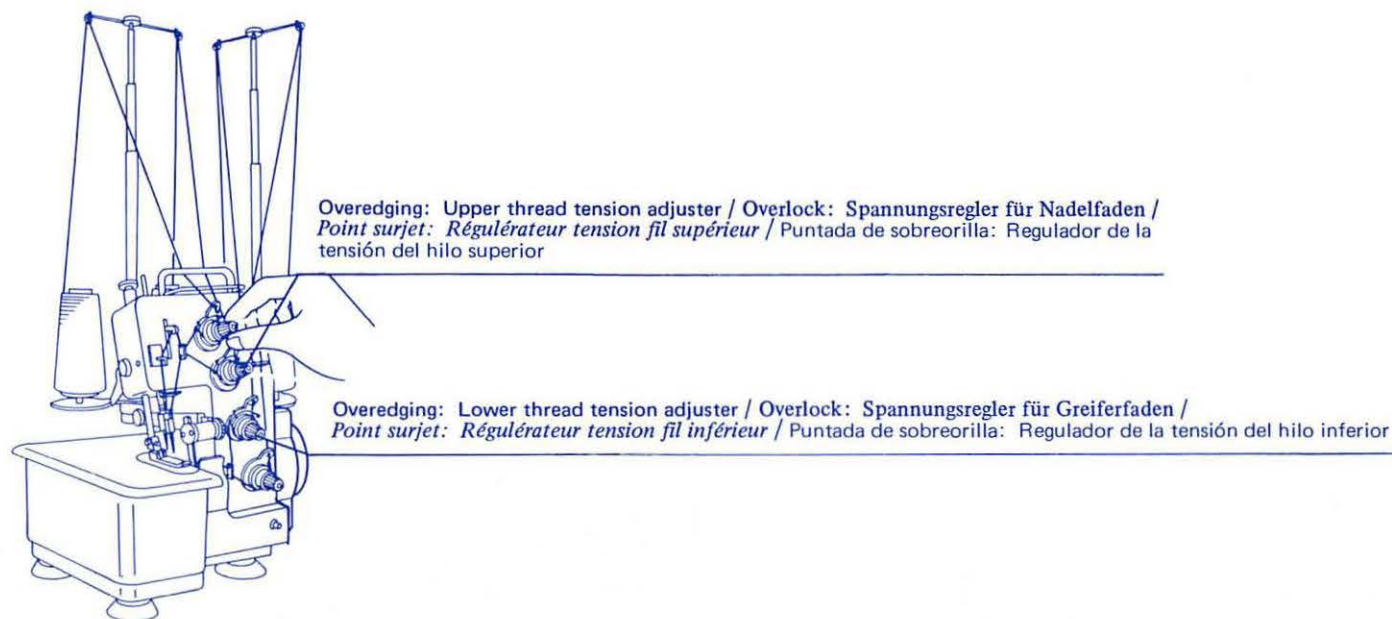 Overedging: Upper thread tension adjuster / Overlock: Spannungsregler für Nadelfaden /
Point surjet: Régulérateur tension fil supérieur / Puntada de sobreorilla: Regulador de la
tensión del hilo superior
Overedging: Lower thread tension adjuster / Overlock: Spannungsregler für Greiferfaden /
Point surjet: Régulérateur tension fil inférieur / Puntada de sobreorilla: Regulador de la tensión del hilo inferior